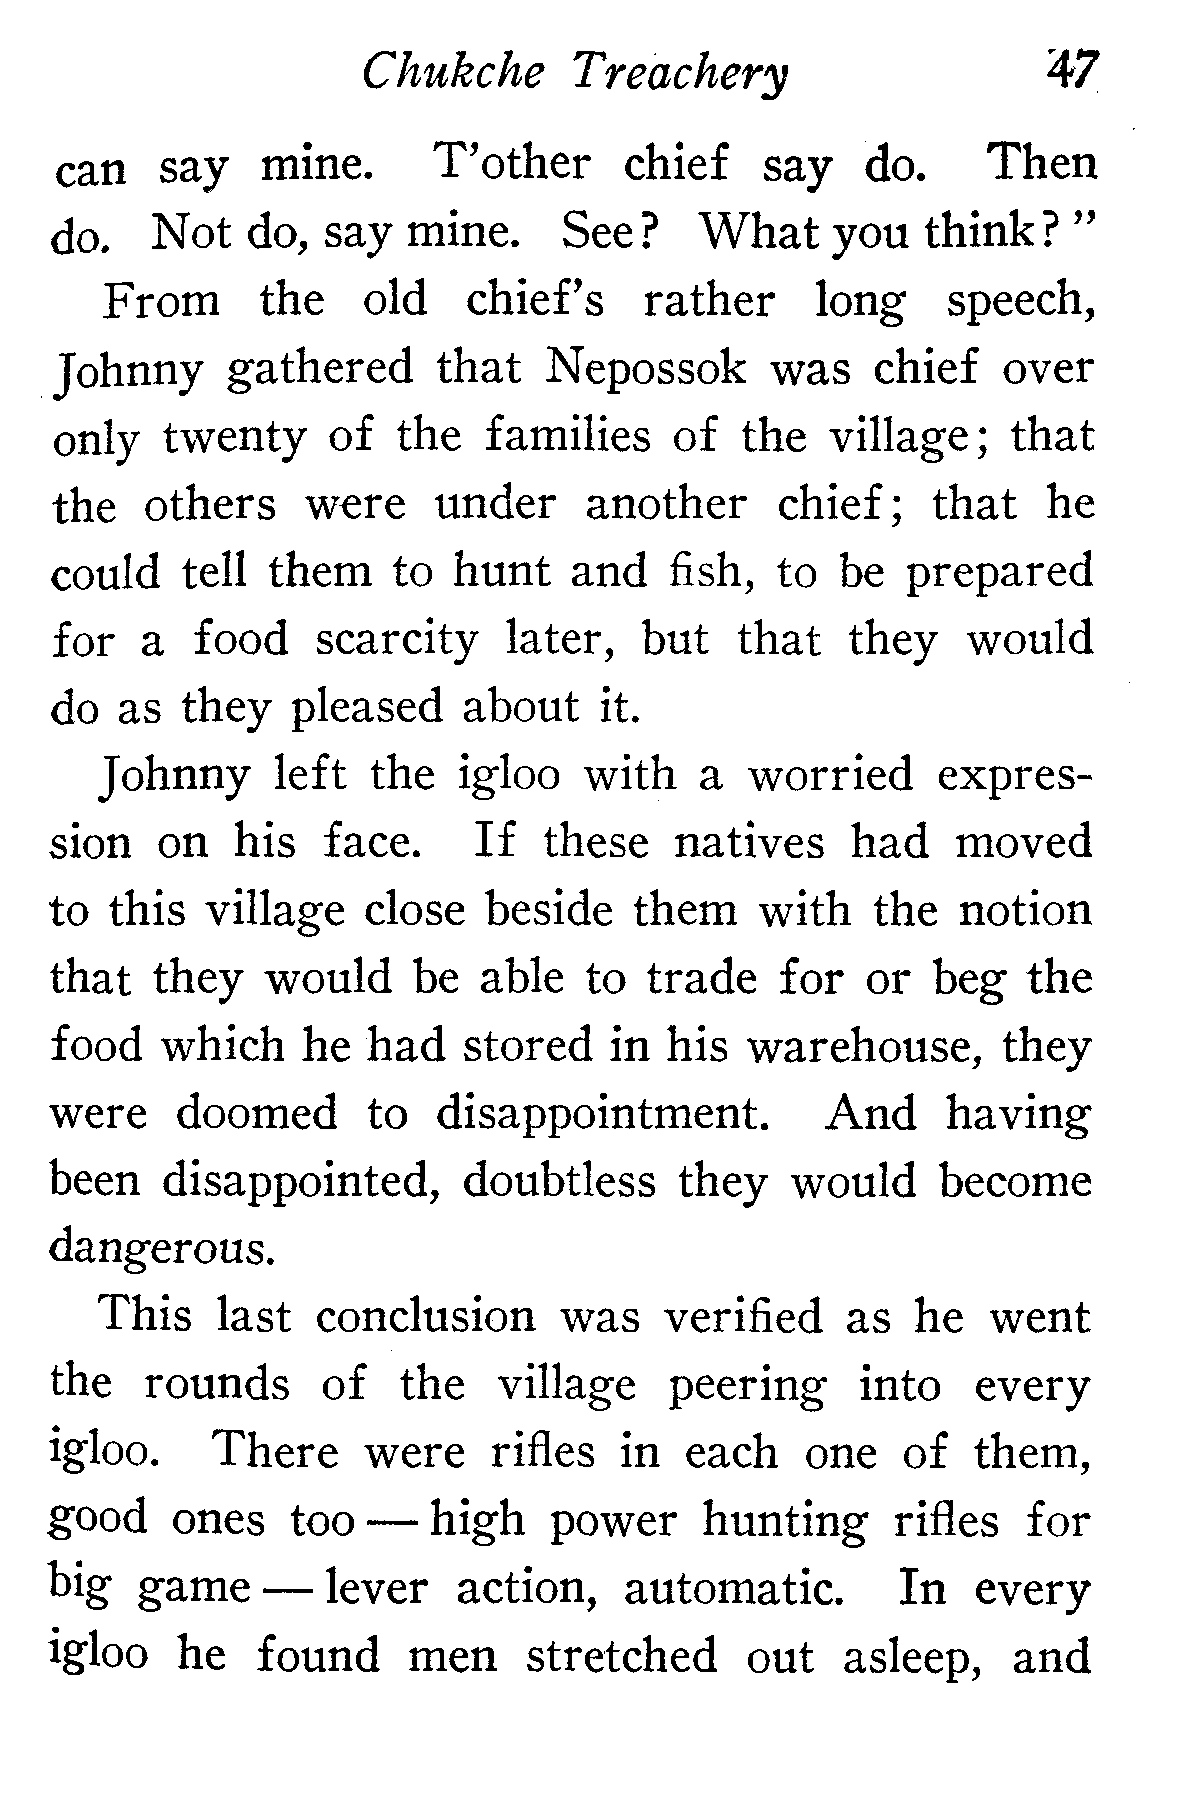 Chukche Treachery 47
can say mine. T'other chief say do. Then
do. Not do, say mine. See? What you think?"
From the old chief's rather long speech,
Johnny gathered that Nepossok was chief over
only twenty of the families of the village; that
the others were under another chief; that he
could tell them to hunt and fish, to be prepared
for a food scarcity later, but that they would
do as they pleased about it.
Johnny left the igloo with a worried expres-
sion on his face. If these natives had moved
to this village close beside them with the notion
that they would be able to trade for or beg the
food which he had stored in his warehouse, they
were doomed to disappointment. And having
been disappointed, doubtless they would become
dangerous.
This last conclusion was verified as he went
the rounds of the village peering into every
igloo. There were rifles in each one of them,
good ones too — high power hunting rifles for
big game — lever action, automatic. In every
igloo he found men stretched out asleep, and